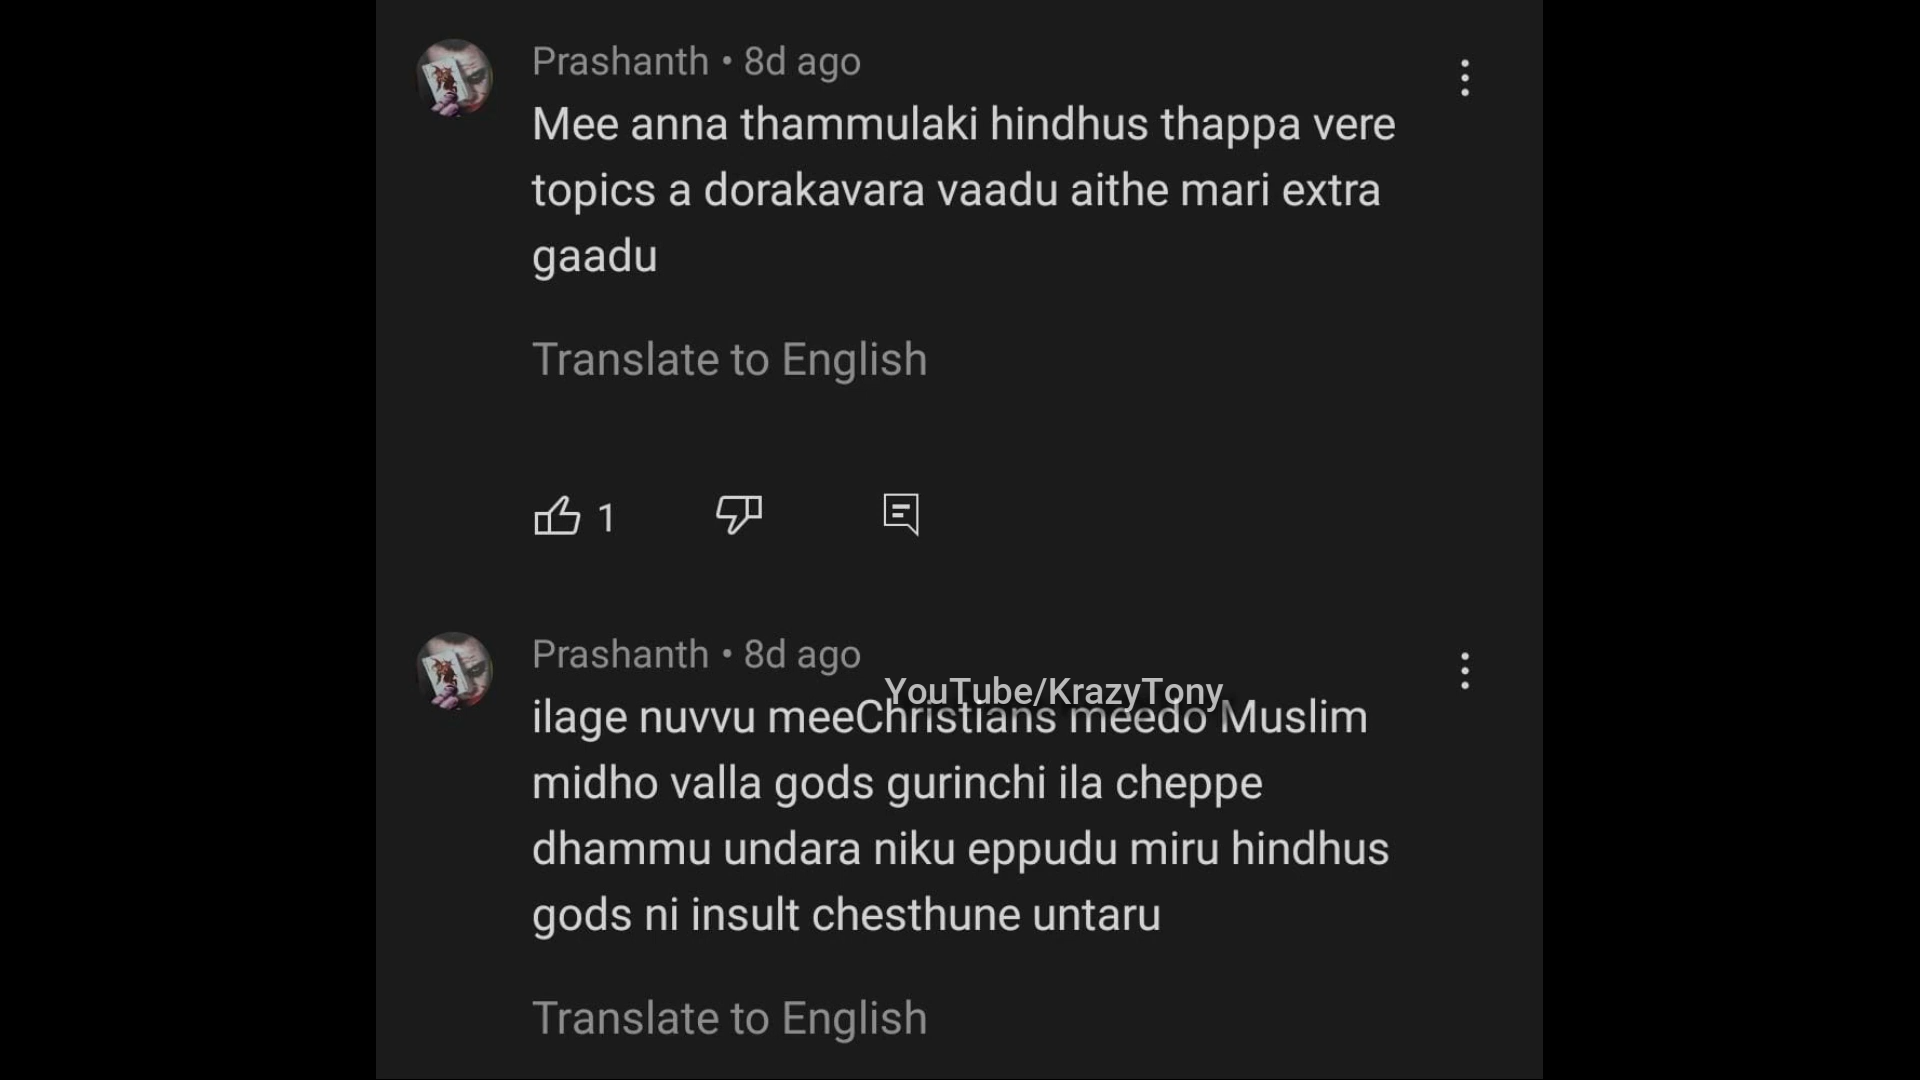 Prashanth • 8d ago
Mee anna thammulaki hindhus thappa vere
topics a dorakavara vaadu aithe mari extra
gaadu
Translate to English
1
Prashanth • 8d ago
YouTube/KrazyTony
ilage nuvvu meeChristians meedo Muslim
midho valla gods gurinchi ila cheppe
dhammu undara niku eppudu miru hindhus
gods ni insult chesthune untaru
Translate to English